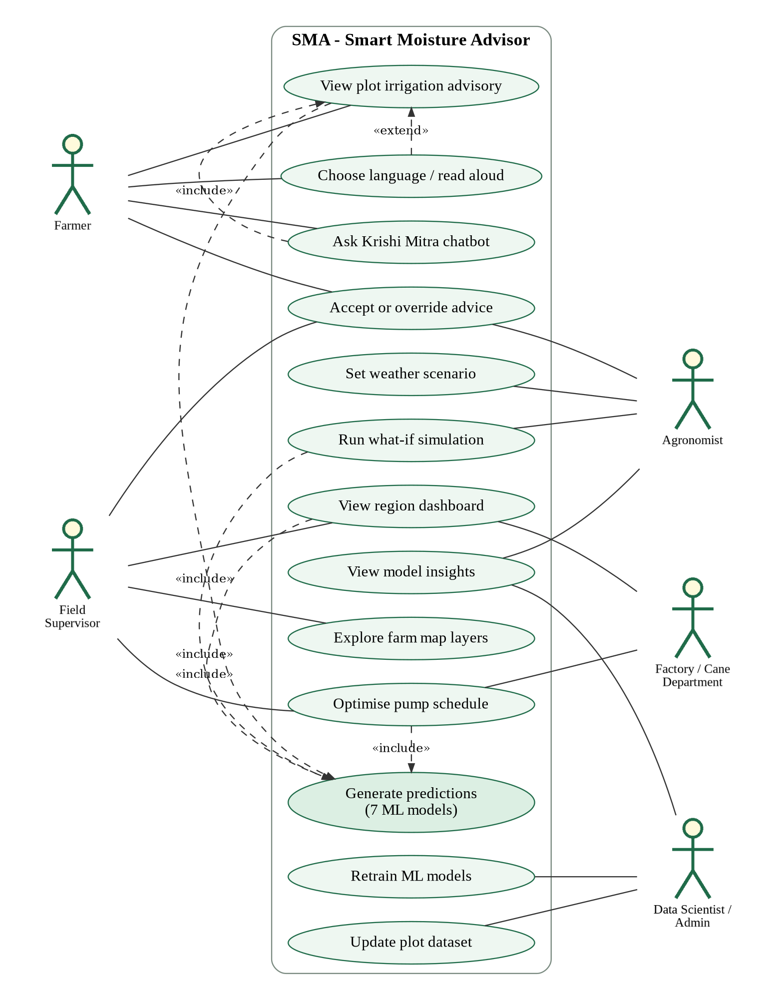 SMA - Smart Moisture Advisor
View plot irrigation advisory
«extend»
Farmer
Choose language / read aloud
«include»
Ask Krishi Mitra chatbot
Accept or override advice
Set weather scenario
Run what-if simulation
Agronomist
View region dashboard
View model insights
«include»
Field
Supervisor
Explore farm map layers
«include»
«include»
Factory / Cane
Department
Optimise pump schedule
«include»
Generate predictions
(7 ML models)
Retrain ML models
Data Scientist /
Admin
Update plot dataset